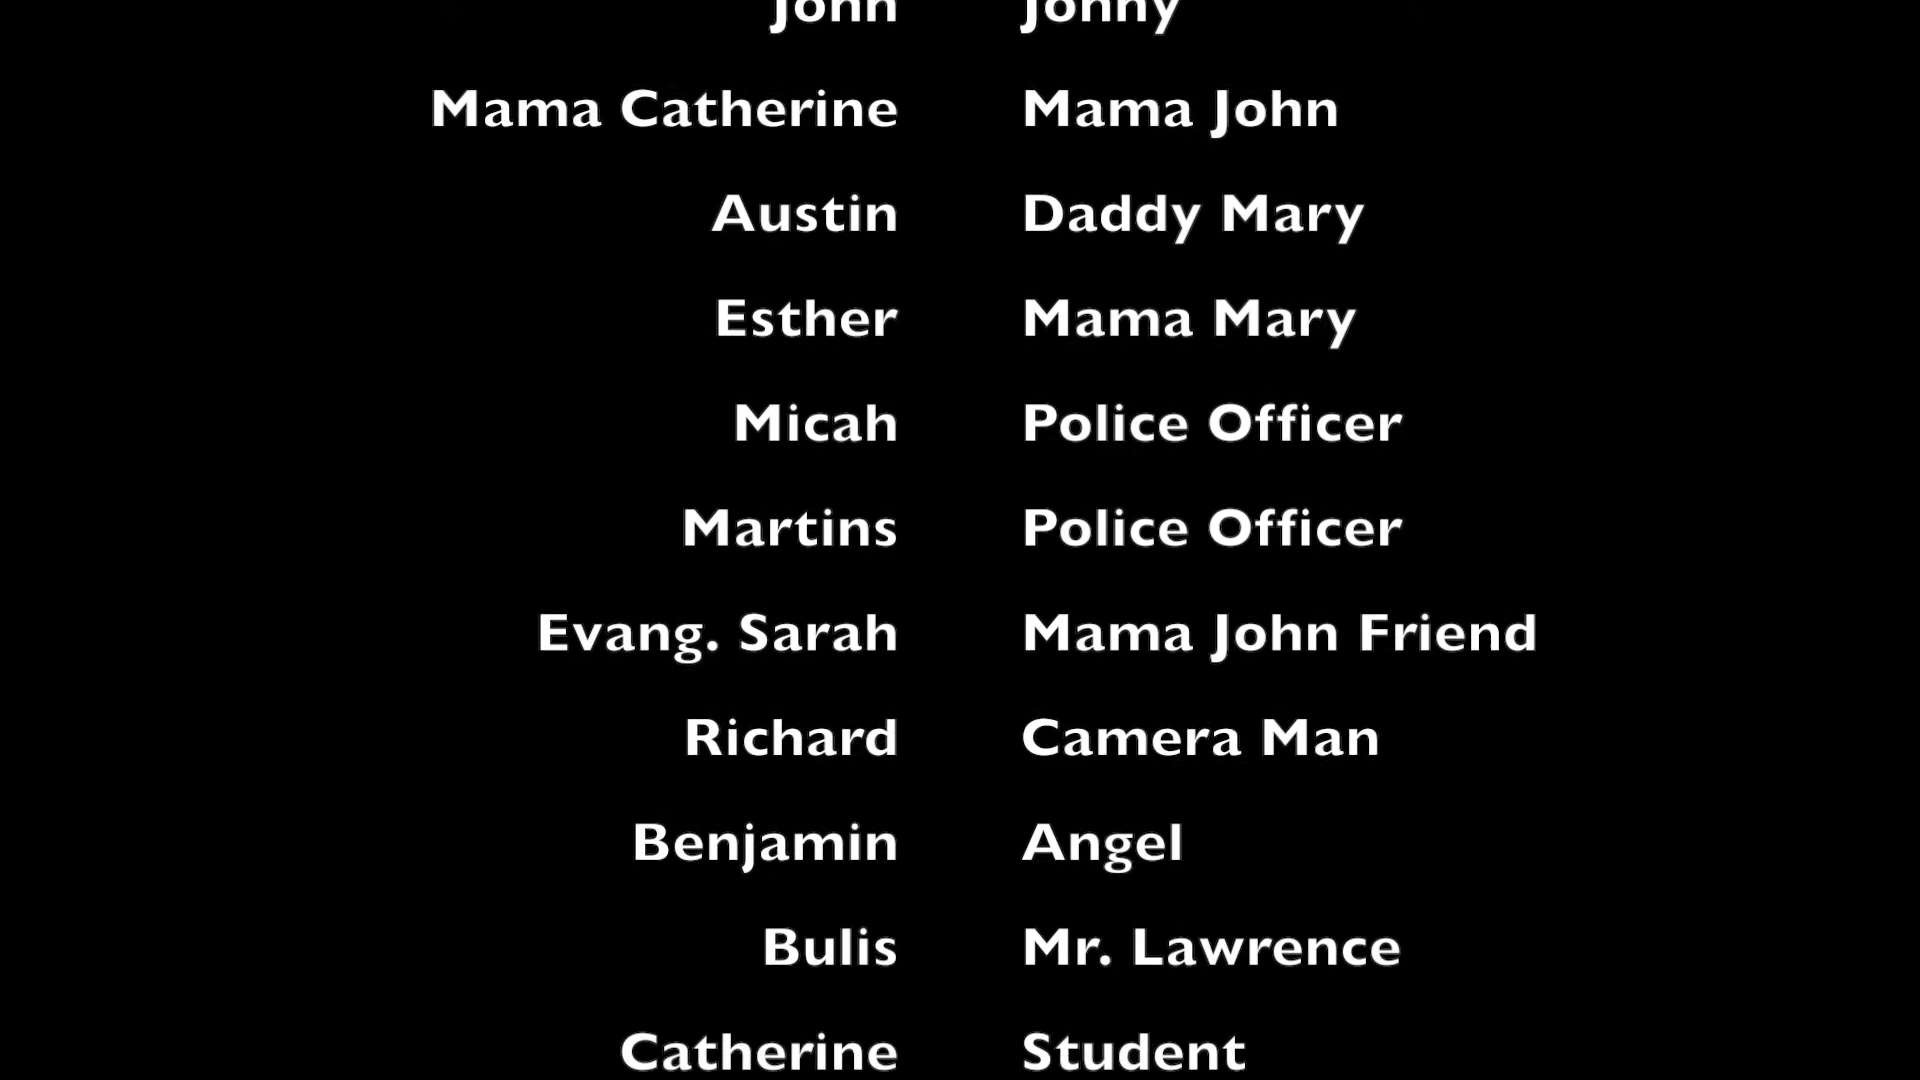 John Jonny
Mama Catherine Mama John
Austin Daddy Mary
Esther Mama Mary
Micah Police Officer
Martins Police Officer
Evang. Sarah Mama John Friend
Richard Camera Man
Benjamin Angel
Bulis Mr. Lawrence
Catherine Student